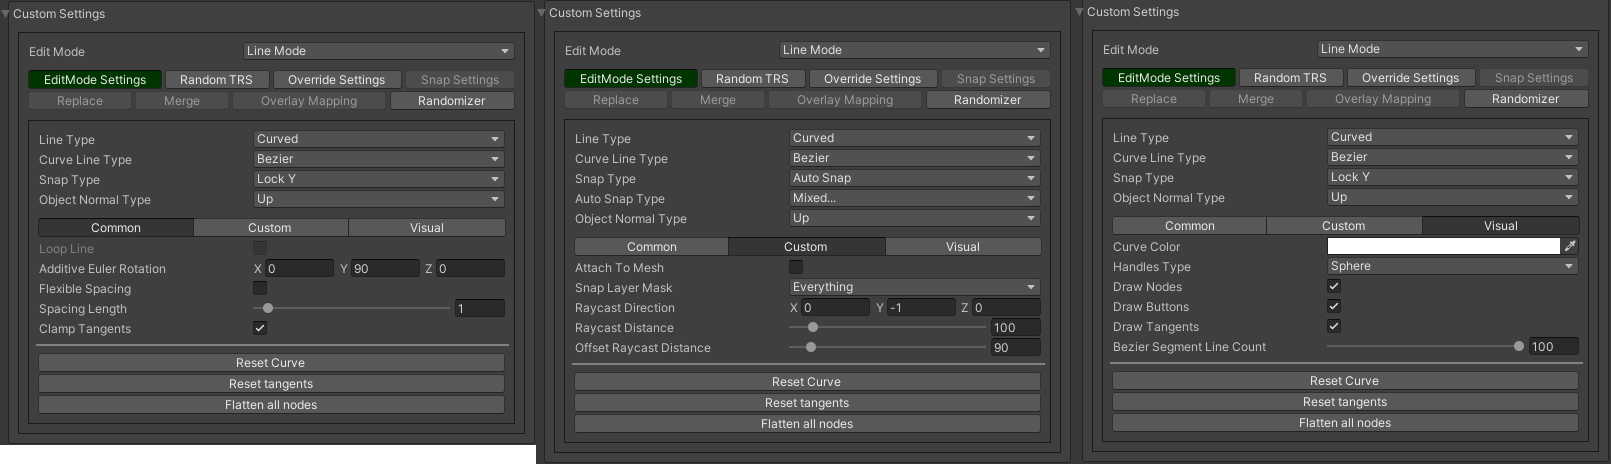 Custom Settings
Edit Mode Line Mode
EditMode Settings Random TRS Override Settings Snap Settings
Replace Merge Overlay Mapping Randomizer
Line Type Curved
Curve Line Type Bezier
Snap Type Lock Y
Object Normal Type Up
Common Custom Visual
Loop Line
Additive Euler Rotation X 0 Y 90 Z 0
Flexible Spacing
Spacing Length 1
Clamp Tangents
Reset Curve
Reset tangents
Flatten all nodes
Custom Settings
Edit Mode Line Mode
EditMode Settings Random TRS Override Settings Snap Settings
Replace Merge Overlay Mapping Randomizer
Line Type Curved
Curve Line Type Bezier
Snap Type Auto Snap
Auto Snap Type Mixed...
Object Normal Type Up
Common Custom Visual
Attach To Mesh
Snap Layer Mask Everything
Raycast Direction X 0 Y -1 Z 0
Raycast Distance 100
Offset Raycast Distance 90
Reset Curve
Reset tangents
Flatten all nodes
Custom Settings
Edit Mode Line Mode
EditMode Settings Random TRS Override Settings Snap Settings
Replace Merge Overlay Mapping Randomizer
Line Type Curved
Curve Line Type Bezier
Snap Type Lock Y
Object Normal Type Up
Common Custom Visual
Curve Color
Handles Type Sphere
Draw Nodes
Draw Buttons
Draw Tangents
Bezier Segment Line Count 100
Reset Curve
Reset tangents
Flatten all nodes